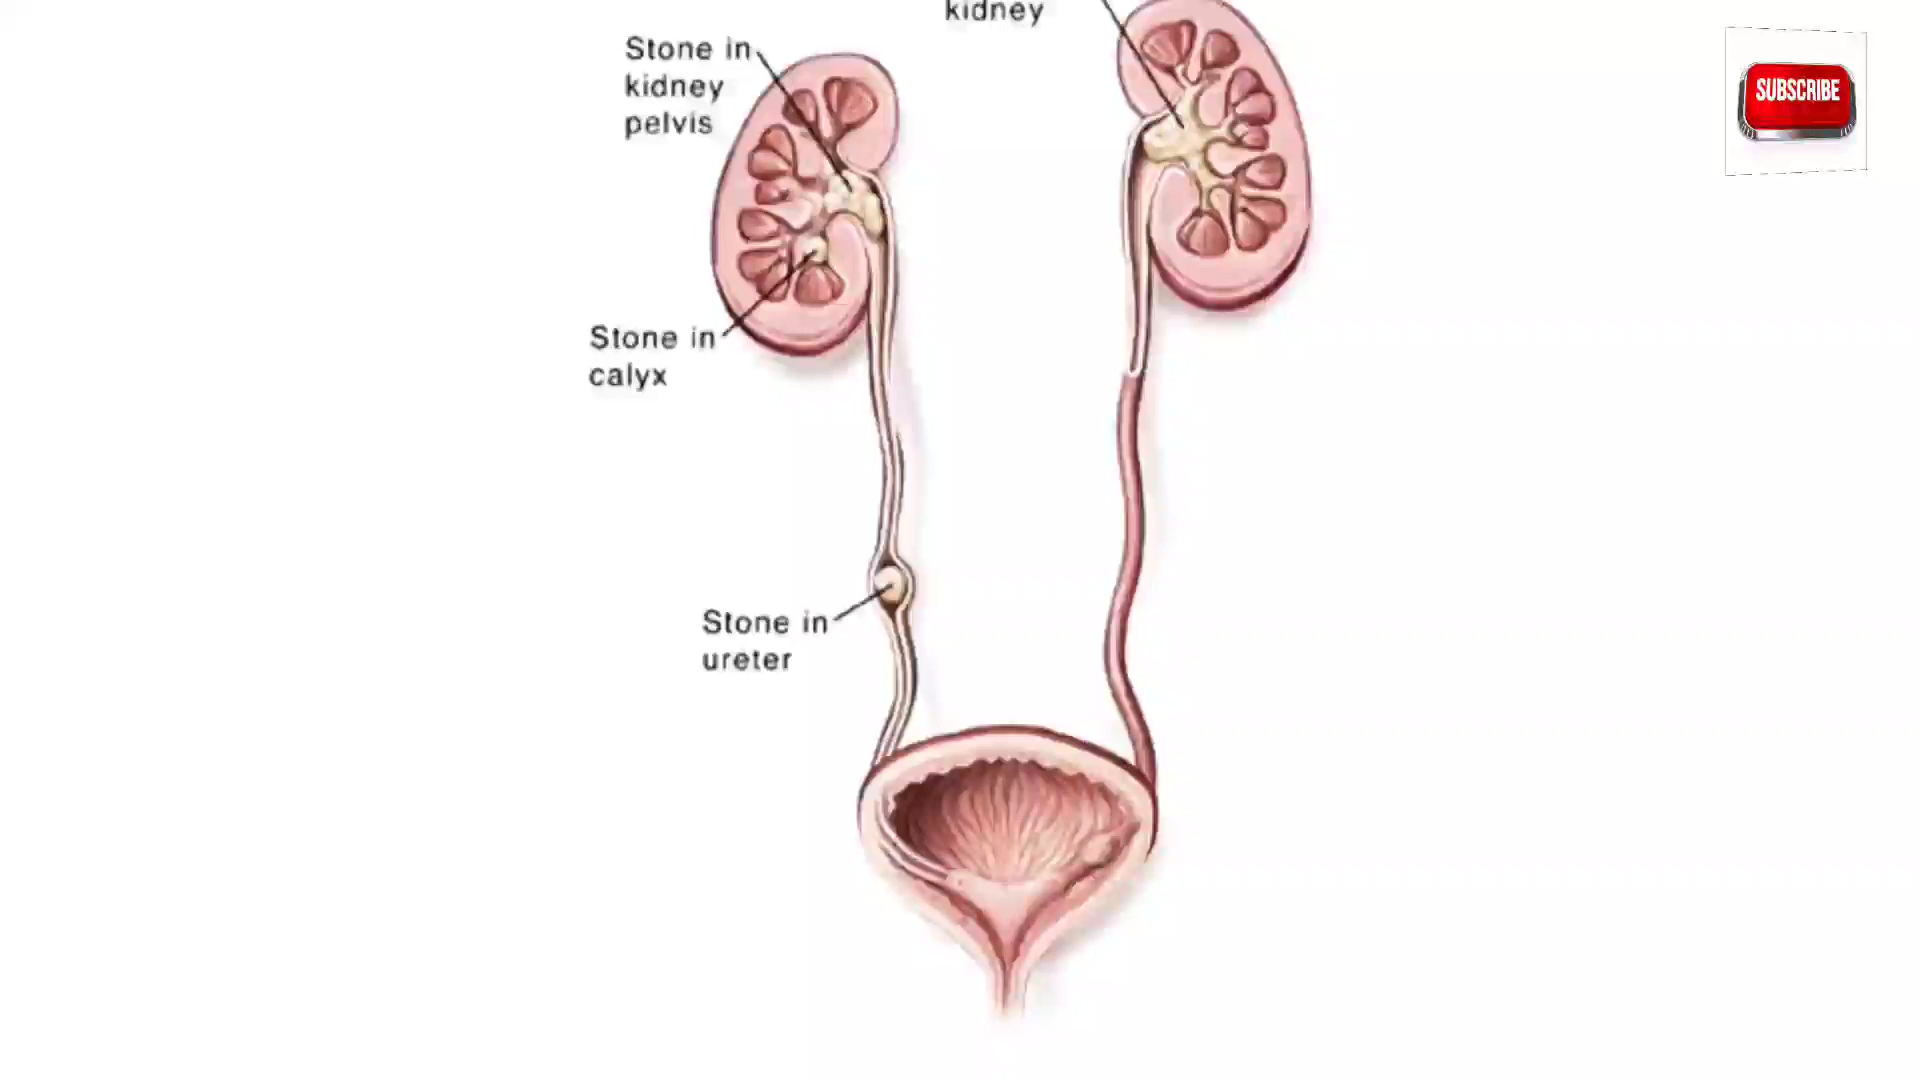 kidney
Stone in
kidney
pelvis
Stone in
calyx
Stone in
ureter
SUBSCRIBE